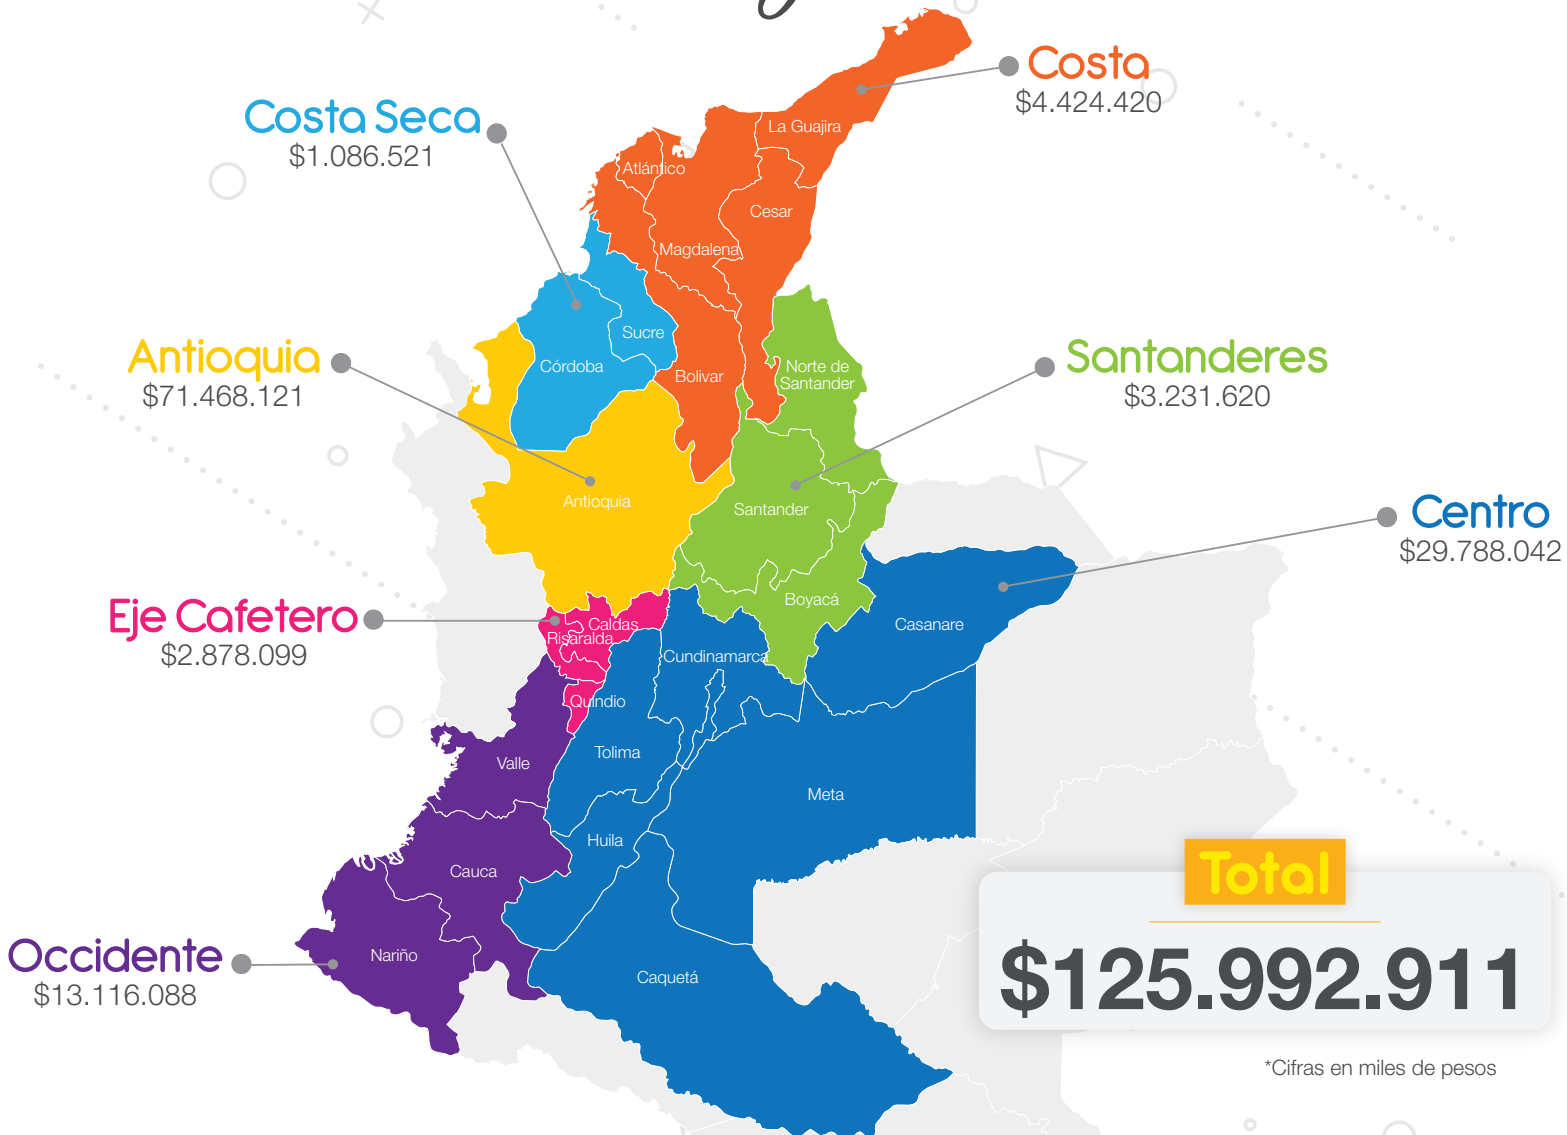 Costa
$4.424.420
Costa Seca
$1.086.521
La Guajira
Atlántico
Cesar
Magdalena
Sucre
Córdoba
Bolivar
Antioquia
$71.468.121
Norte de
Santander
Santanderes
$3.231.620
Antioquia
Santander
Centro
$29.788.042
Boyacá
Casanare
Eje Cafetero
$2.878.099
Caldas
Risaralda
Cundinamarca
Quindio
Tolima
Valle
Meta
Huila
Cauca
Total
$125.992.911
Occidente
$13.116.088
Nariño
Caquetá
*Cifras en miles de pesos